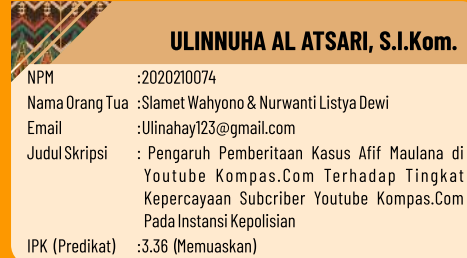 ULINNUHA AL ATSARI, S.I.Kom.
NPM :2020210074
Nama Orang Tua :Slamet Wahyono & Nurwanti Listya Dewi
Email :Ulinahay123@gmail.com
Judul Skripsi : Pengaruh Pemberitaan Kasus Afif Maulana di
Youtube Kompas.Com Terhadap Tingkat
Kepercayaan Subcriber Youtube Kompas.Com
Pada Instansi Kepolisian
IPK (Predikat) :3.36 (Memuaskan)